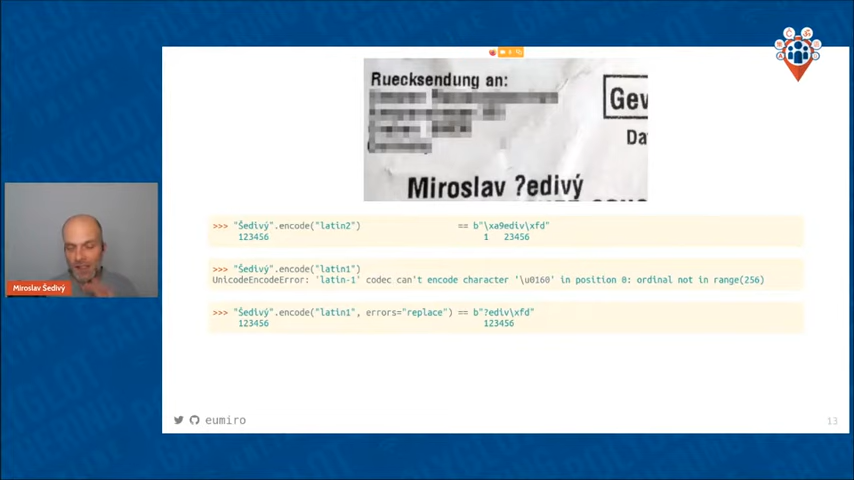 Ruecksendung an:
Gev
Da
Miroslav ?edivý
>>> "Šedivý".encode("latin2") == b"\xa9ediv\xfd"
123456 1 23456
>>> "Šedivý".encode("latin1")
UnicodeEncodeError: 'latin-1' codec can't encode character '\u0160' in position 0: ordinal not in range(256)
>>> "Šedivý".encode("latin1", errors="replace") == b"?ediv\xfd"
123456 123456
Miroslav Šedivý
eumiro
13